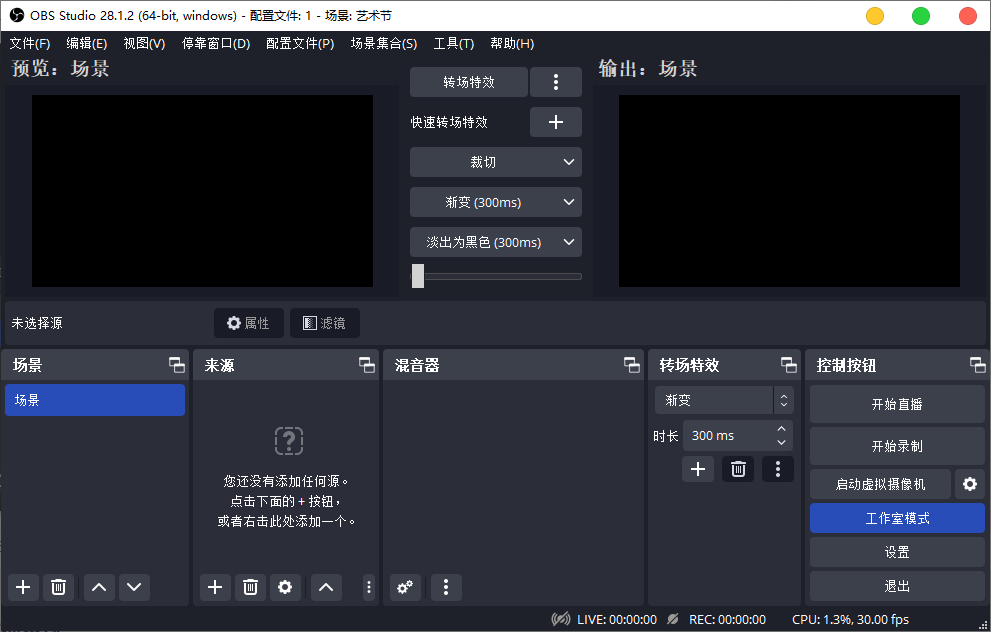 OBS Studio 28.1.2 (64-bit, windows) - 配置文件: 1 - 场景: 艺术节
文件(F) 编辑(E) 视图(V) 停靠窗口(D) 配置文件(P) 场景集合(S) 工具(T) 帮助(H)
预览：场景
转场特效
输出：场景
快速转场特效
裁切
渐变 (300ms)
淡出为黑色 (300ms)
未选择源
属性
滤镜
场景
场景
来源
您还没有添加任何源。
点击下面的 + 按钮，
或者右击此处添加一个。
混音器
转场特效
渐变
时长 300 ms
控制按钮
开始直播
开始录制
启动虚拟摄像机
工作室模式
设置
退出
LIVE: 00:00:00 REC: 00:00:00 CPU: 1.3%, 30.00 fps